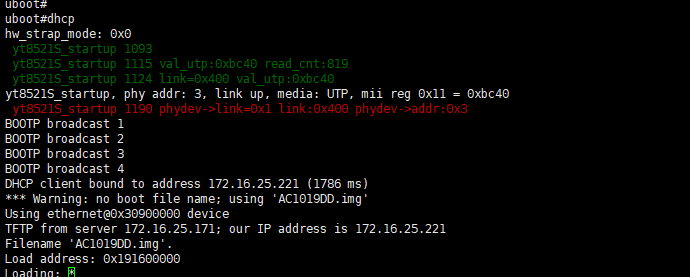 uboot#
uboot#dhcp
hw_strap_mode: 0x0
yt8521S_startup 1093
yt8521S_startup 1115 val_utp:0xbc40 read_cnt:819
yt8521S_startup 1124 link=0x400 val_utp:0xbc40
yt8521S_startup, phy addr: 3, link up, media: UTP, mii reg 0x11 = 0xbc40
yt8521S_startup 1190 phydev->link=0x1 link:0x400 phydev->addr:0x3
BOOTP broadcast 1
BOOTP broadcast 2
BOOTP broadcast 3
BOOTP broadcast 4
DHCP client bound to address 172.16.25.221 (1786 ms)
*** Warning: no boot file name; using 'AC1019DD.img'
Using ethernet@0x30900000 device
TFTP from server 172.16.25.171; our IP address is 172.16.25.221
Filename 'AC1019DD.img'.
Load address: 0x191600000
Loading: *